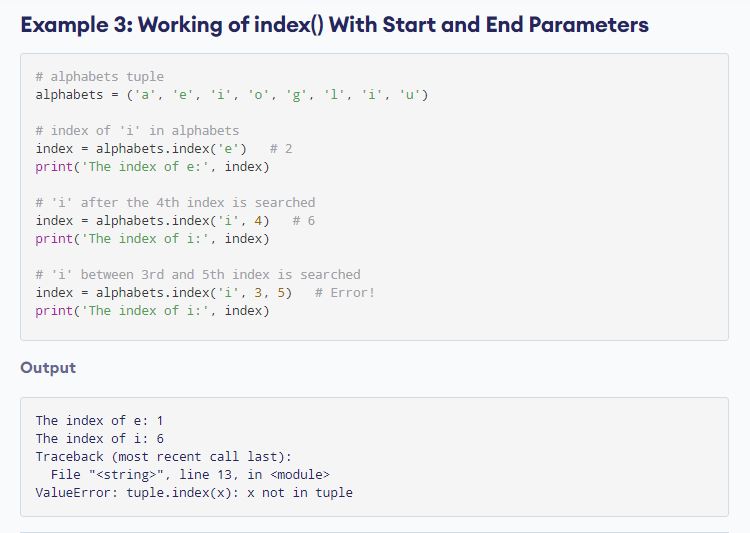 Example 3: Working of index() With Start and End Parameters
# alphabets tuple
alphabets = ('a', 'e', 'i', 'o', 'g', 'l', 'i', 'u')
# index of 'i' in alphabets
index = alphabets.index('e')   # 2
print('The index of e:', index)
# 'i' after the 4th index is searched
index = alphabets.index('i', 4)   # 6
print('The index of i:', index)
# 'i' between 3rd and 5th index is searched
index = alphabets.index('i', 3, 5)   # Error!
print('The index of i:', index)
Output
The index of e: 1
The index of i: 6
Traceback (most recent call last):
  File "<string>", line 13, in <module>
ValueError: tuple.index(x): x not in tuple